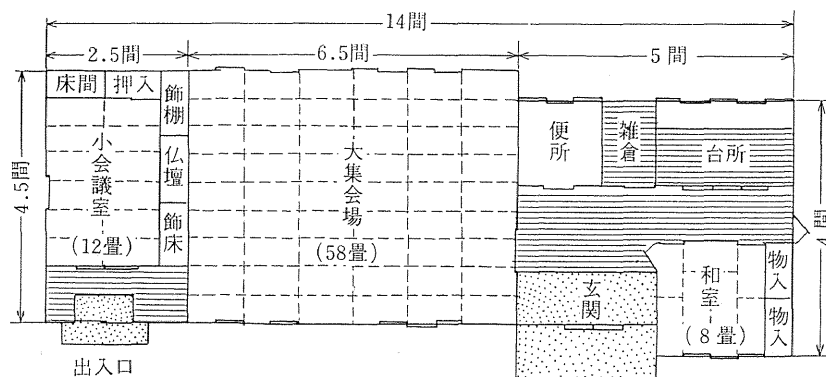 14間
2.5間
6.5間
5間
4.5間
床間
押入
飾棚
仏壇
飾床
小会議室
(12畳)
大集会場
(58畳)
便所
雑倉
台所
玄関
和室
(8畳)
物入
物入
間
出入口